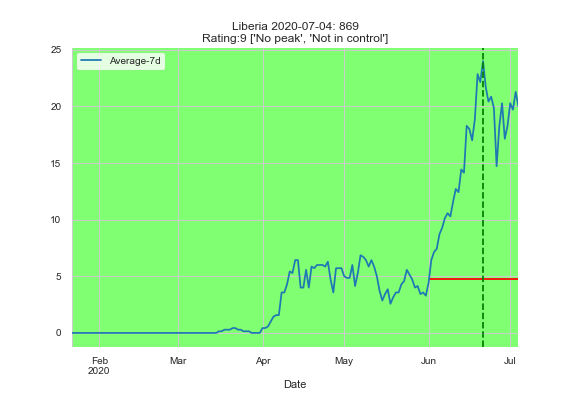 Liberia 2020-07-04: 869
Rating:9 ['No peak', 'Not in control']
Average-7d
25
20
15
10
5
0
Feb
2020
Mar
Apr
May
Jun
Jul
Date